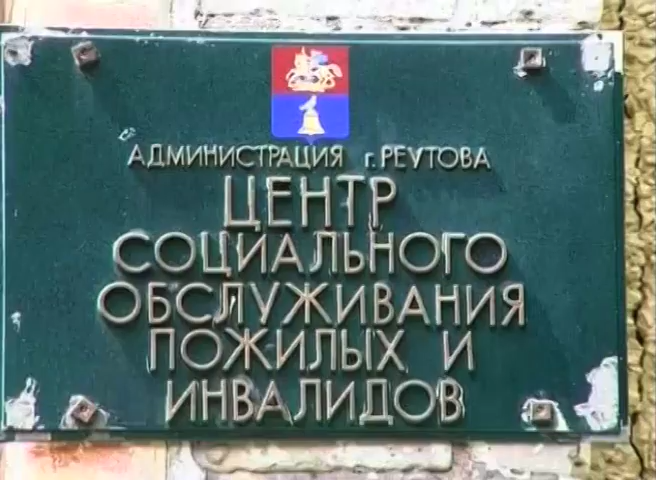 АДМИНИСТРАЦИЯ г.РЕУТОВА
ЦЕНТР
СОЦИАЛЬНОГО
ОБСЛУЖИВАНИЯ
ПОЖИЛЫХ И
ИНВАЛИДОВ